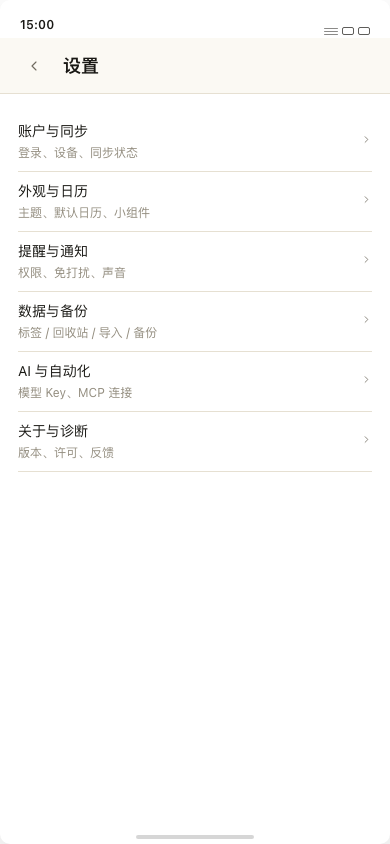 15:00
设置
账户与同步
登录、设备、同步状态
外观与日历
主题、默认日历、小组件
提醒与通知
权限、免打扰、声音
数据与备份
标签 / 回收站 / 导入 / 备份
AI 与自动化
模型 Key、MCP 连接
关于与诊断
版本、许可、反馈